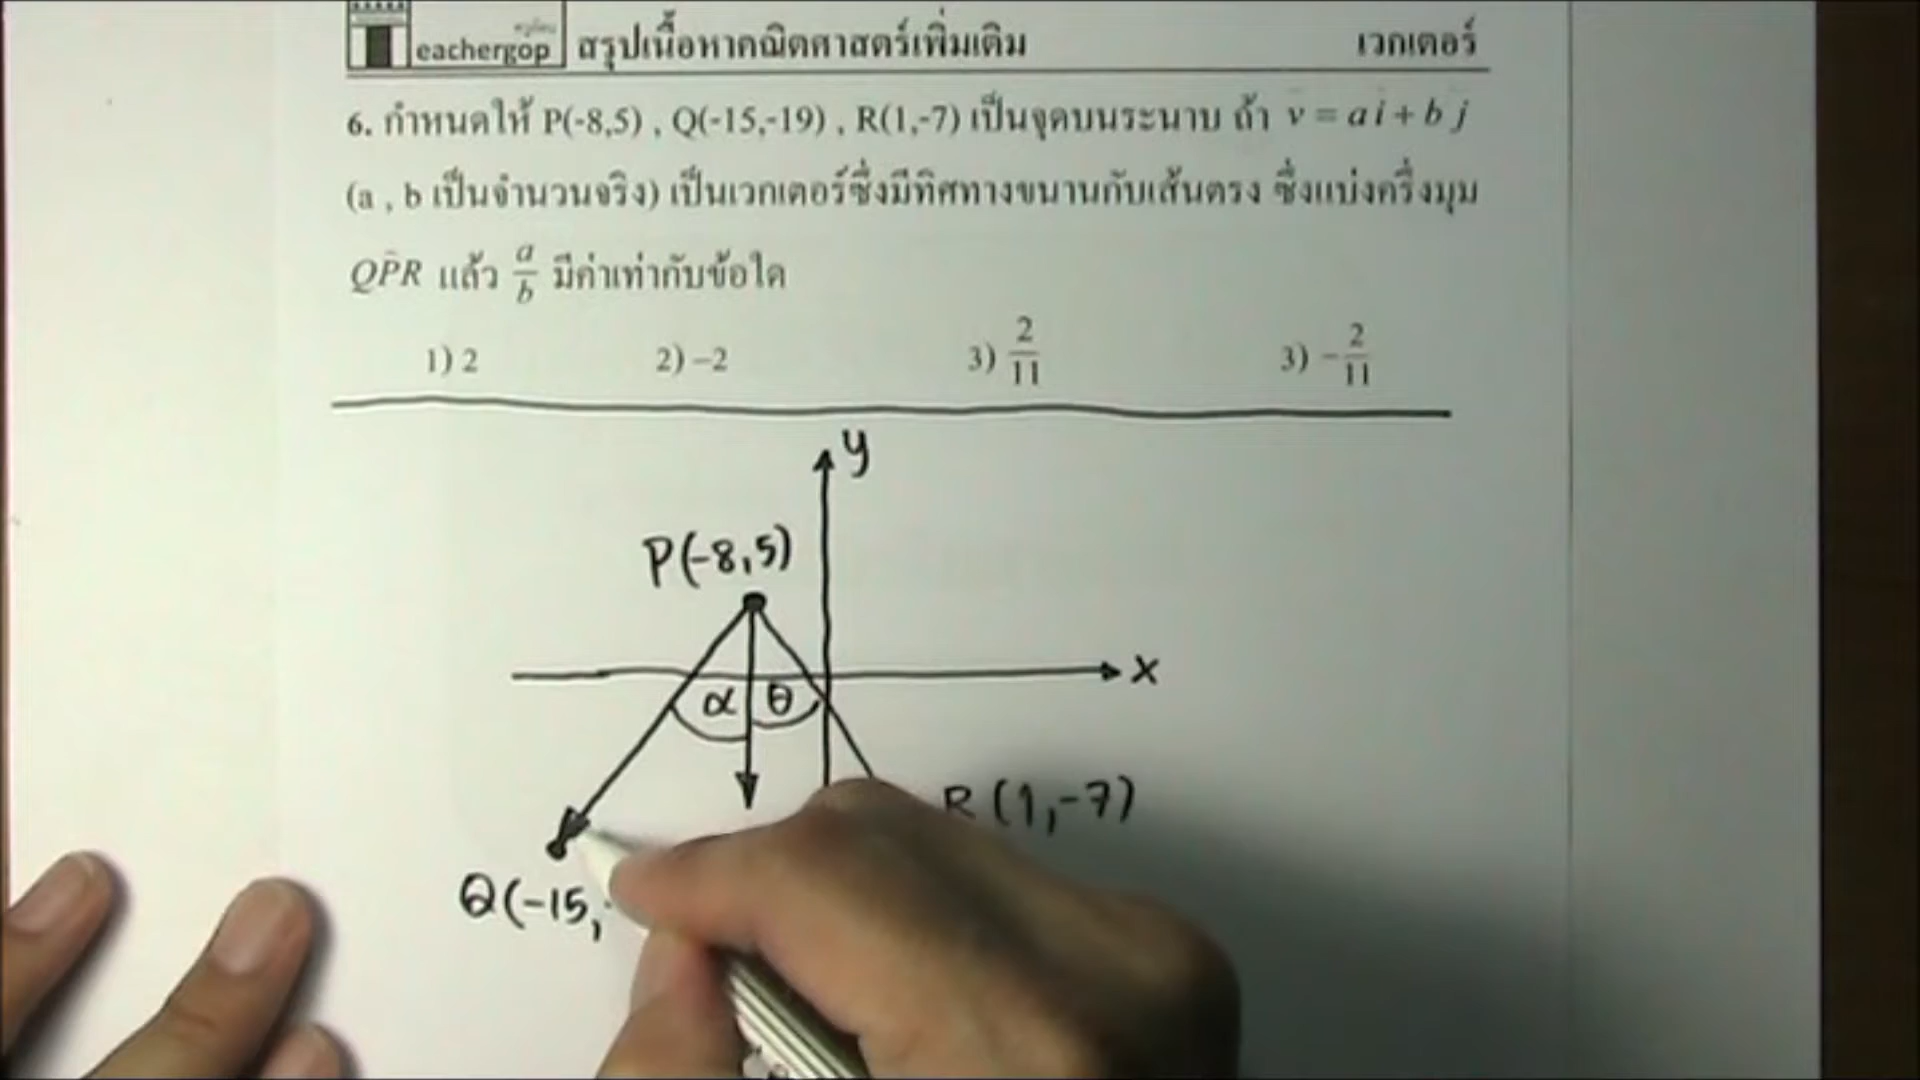 eachergop สรุปเนื้อหาคณิตศาสตร์เพิ่มเติม เวกเตอร์
6. กำหนดให้ P(-8,5) , Q(-15,-19) , R(1,-7) เป็นจุดบนระนาบ ถ้า v = a i + b j
(a , b เป็นจำนวนจริง) เป็นเวกเตอร์ซึ่งมีทิศทางขนานกับเส้นตรง ซึ่งแบ่งครึ่งมุม
QP̂R แล้ว a/b มีค่าเท่ากับข้อใด
1) 2 2) –2 3) 2/11 3) –2/11
y
P(-8,5)
x
α θ
R(1,-7)
Q(-15,